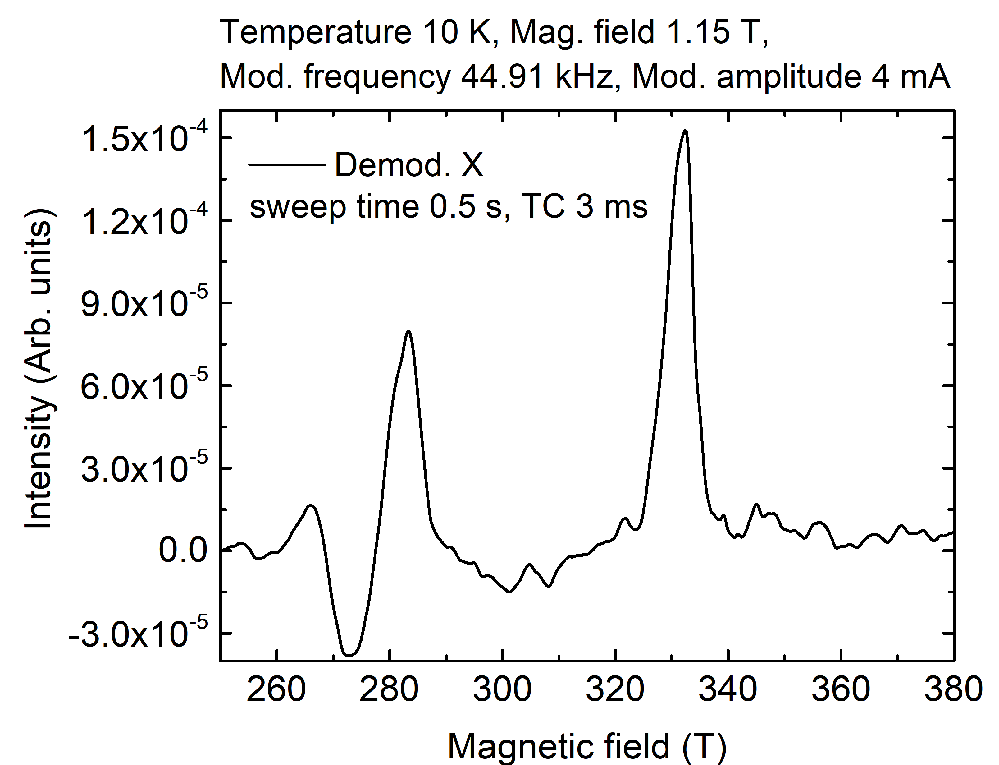 Temperature 10 K, Mag. field 1.15 T,
Mod. frequency 44.91 kHz, Mod. amplitude 4 mA
1.5x10⁻⁴
Demod. X
sweep time 0.5 s, TC 3 ms
1.2x10⁻⁴
9.0x10⁻⁵
6.0x10⁻⁵
3.0x10⁻⁵
0.0
-3.0x10⁻⁵
Intensity (Arb. units)
260 280 300 320 340 360 380
Magnetic field (T)